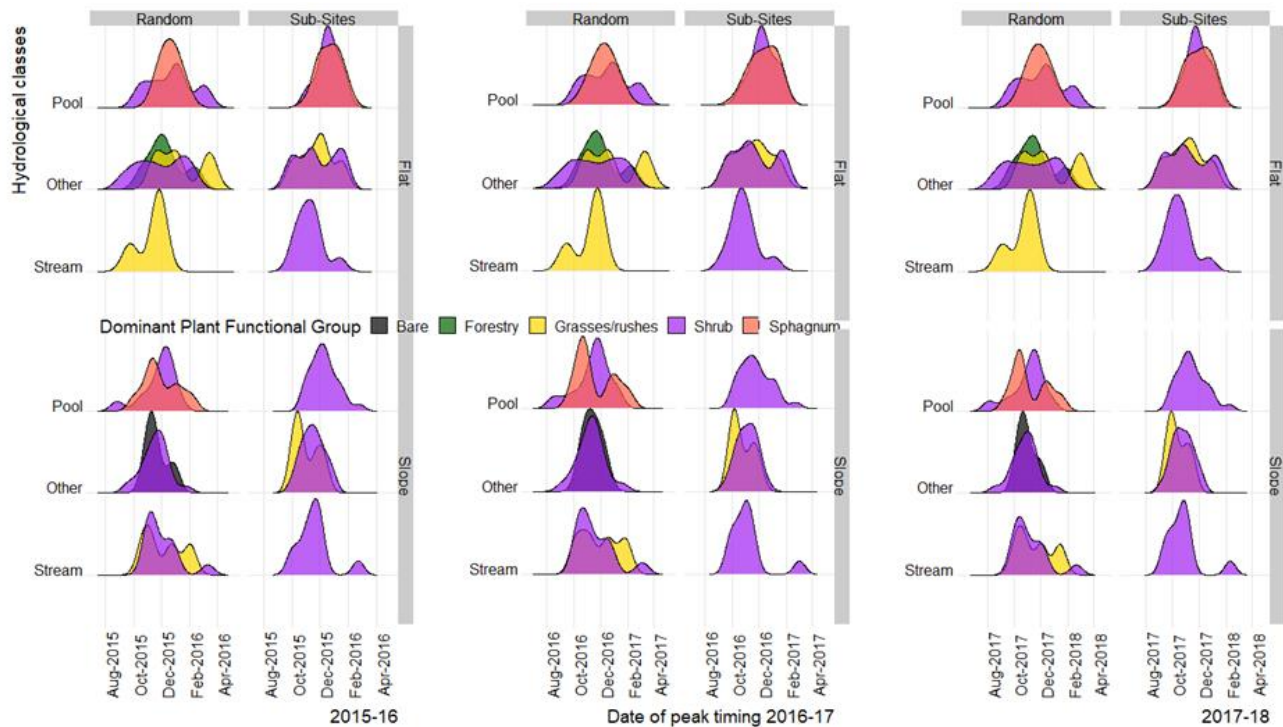 Random Sub-Sites Random Sub-Sites Random Sub-Sites
Hydrological classes
Pool Pool Pool
Other Other Other
Stream Stream Stream
Flat Flat Flat
Dominant Plant Functional Group Bare Forestry Grasses/rushes Shrub Sphagnum
Pool Pool Pool
Other Other Other
Stream Stream Stream
Slope Slope Slope
Aug-2015 Oct-2015 Dec-2015 Feb-2016 Apr-2016 Aug-2015 Oct-2015 Dec-2015 Feb-2016 Apr-2016 Aug-2016 Oct-2016 Dec-2016 Feb-2017 Apr-2017 Aug-2016 Oct-2016 Dec-2016 Feb-2017 Apr-2017 Aug-2017 Oct-2017 Dec-2017 Feb-2018 Apr-2018 Aug-2017 Oct-2017 Dec-2017 Feb-2018 Apr-2018
2015-16 Date of peak timing 2016-17 2017-18